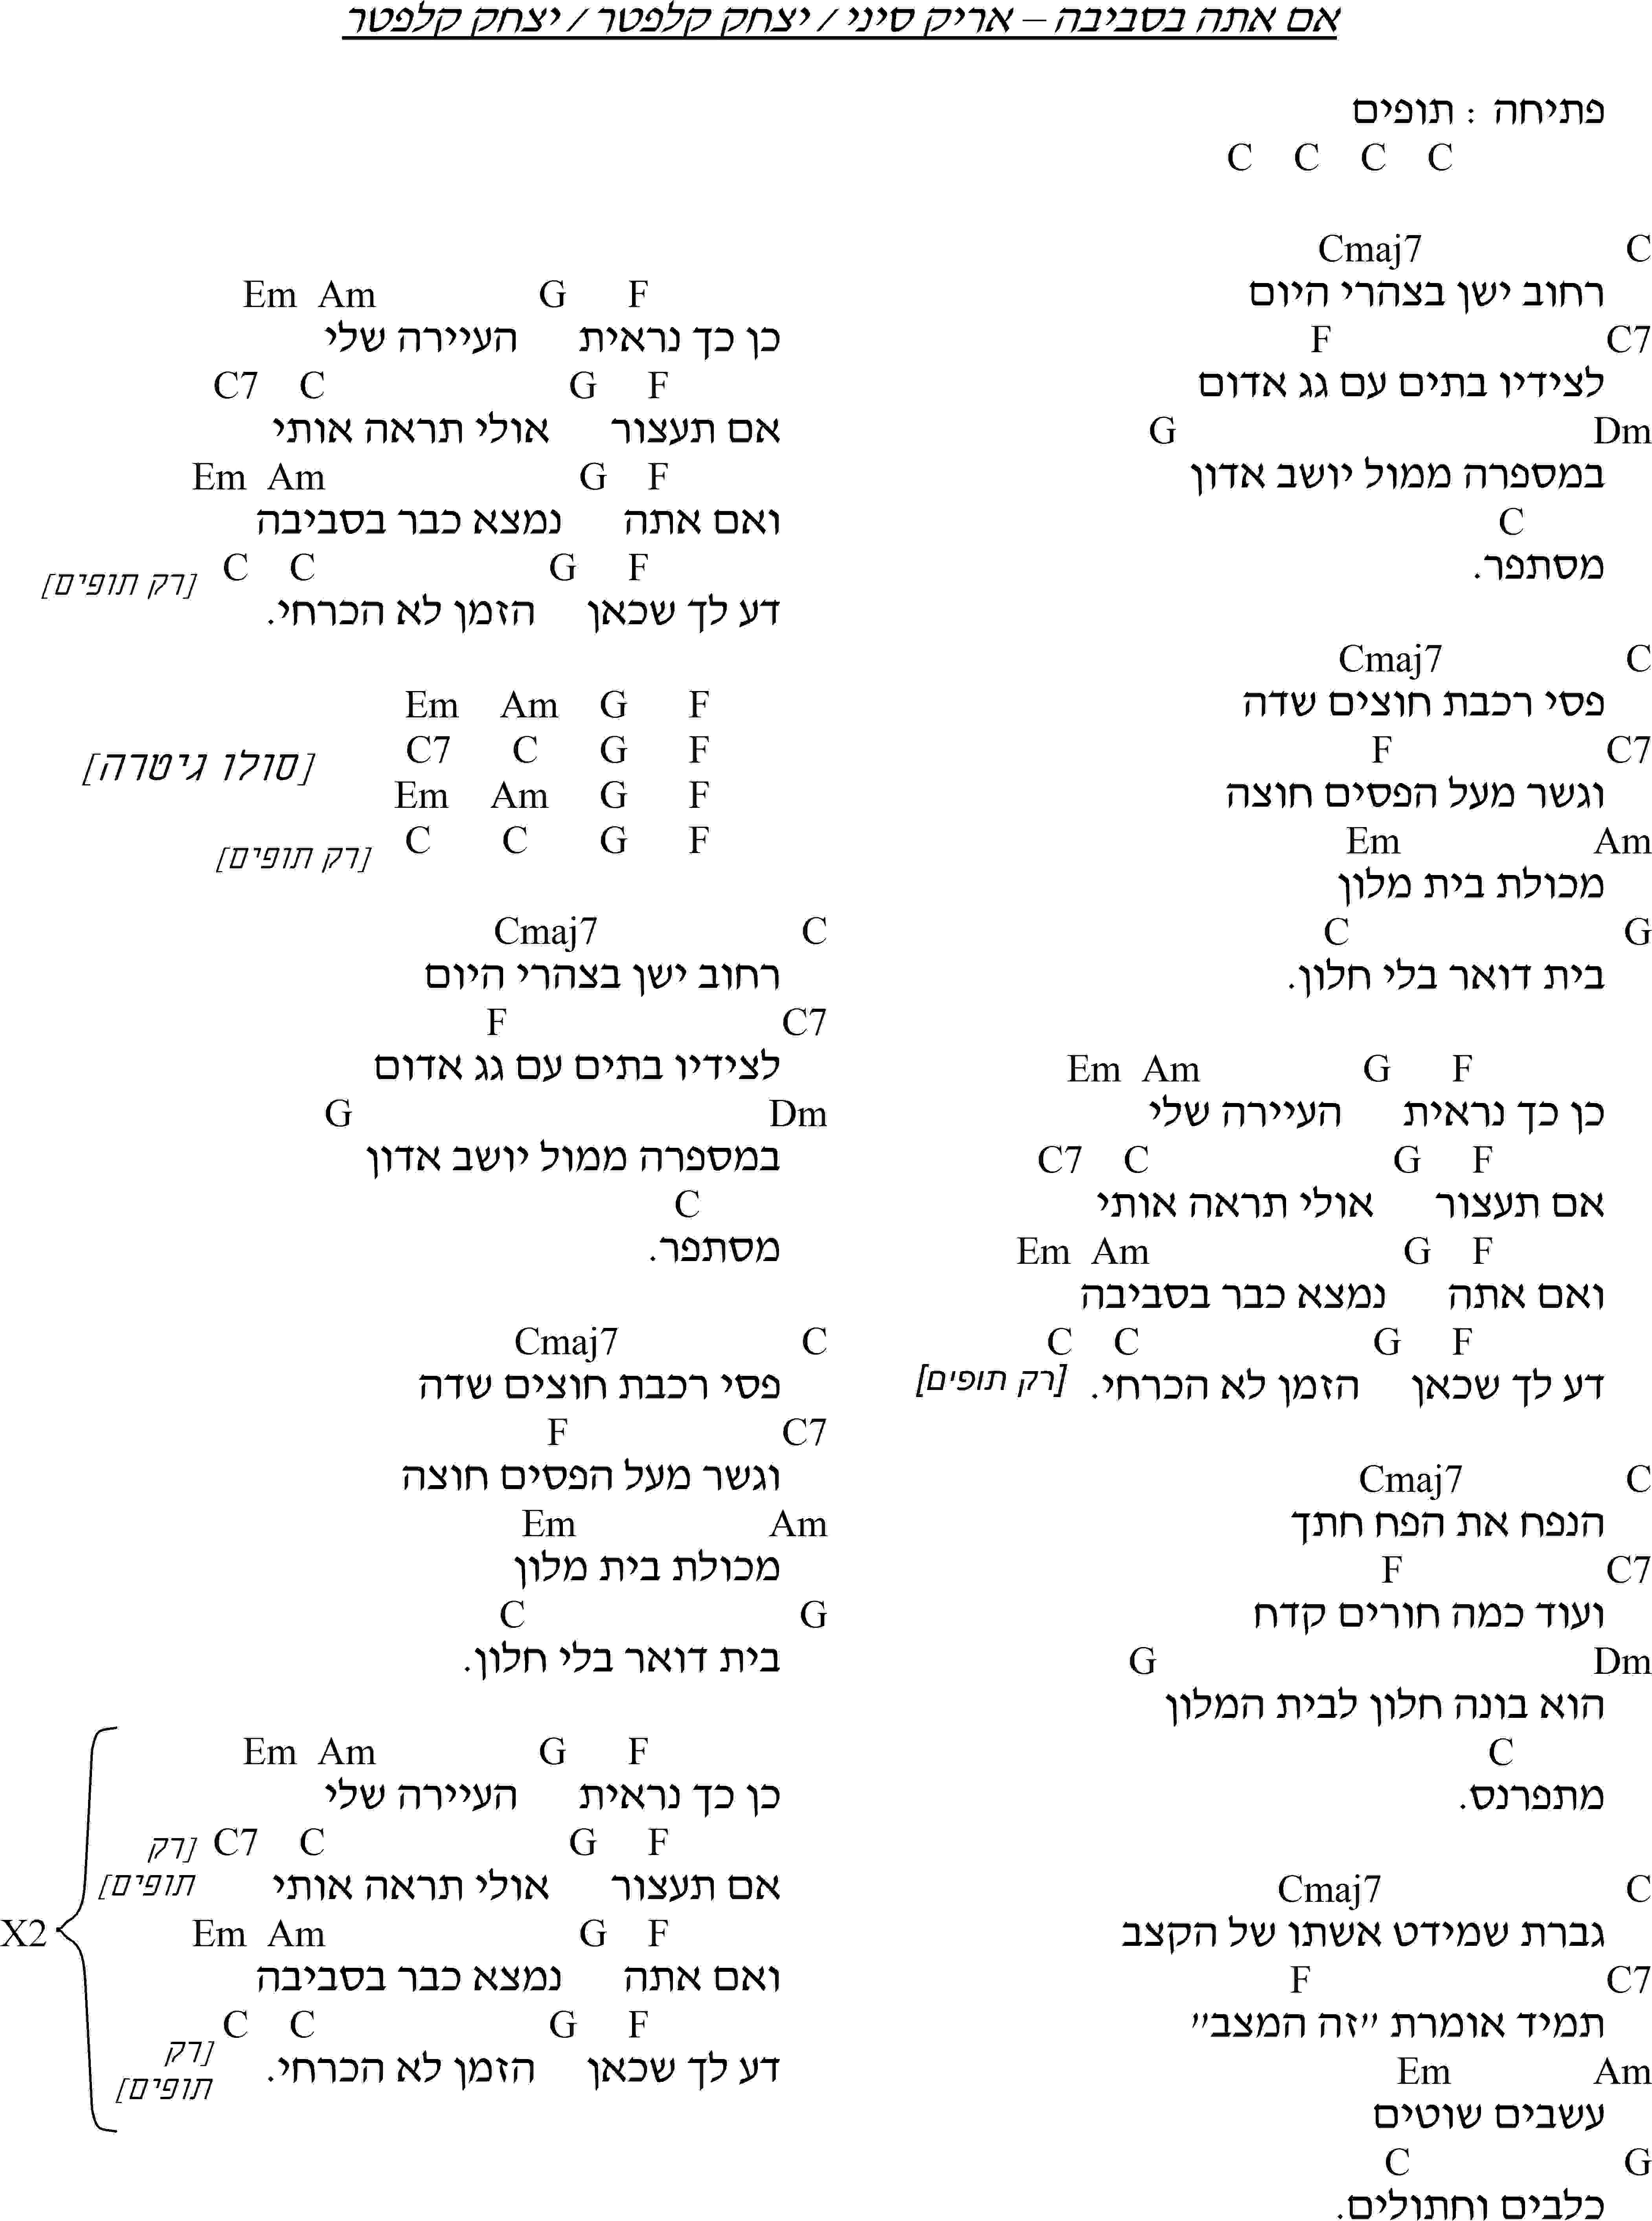 אם אתה בסביבה – אריק סיני / יצחק קלפטר / יצחק קלפטר
פתיחה : תופים
C C C C
C Cmaj7
רחוב ישן בצהרי היום
C7 F
לצידיו בתים עם גג אדום
Dm G
במספרה ממול יושב אדון
C
מסתפר.
C Cmaj7
פסי רכבת חוצים שדה
C7 F
וגשר מעל הפסים חוצה
Am Em
מכולת בית מלון
G C
בית דואר בלי חלון.
F G Am Em
כן כך נראית העיירה שלי
F G C C7
אם תעצור אולי תראה אותי
F G Am Em
ואם אתה נמצא כבר בסביבה
F G C C
דע לך שכאן הזמן לא הכרחי. [רק תופים]
C Cmaj7
הנפח את הפח חתך
C7 F
ועוד כמה חורים קדח
Dm G
הוא בונה חלון לבית המלון
C
מתפרנס.
C Cmaj7
גברת שמידט אשתו של הקצב
C7 F
תמיד אומרת "זה המצב"
Am Em
עשבים שוטים
G C
כלבים וחתולים.
F G Am Em
כן כך נראית העיירה שלי
F G C C7
אם תעצור אולי תראה אותי
F G Am Em
ואם אתה נמצא כבר בסביבה
F G C C [רק תופים]
דע לך שכאן הזמן לא הכרחי.
F G Am Em
F G C C7 [סולו גיטרה]
F G Am Em
F G C C [רק תופים]
C Cmaj7
רחוב ישן בצהרי היום
C7 F
לצידיו בתים עם גג אדום
Dm G
במספרה ממול יושב אדון
C
מסתפר.
C Cmaj7
פסי רכבת חוצים שדה
C7 F
וגשר מעל הפסים חוצה
Am Em
מכולת בית מלון
G C
בית דואר בלי חלון.
F G Am Em
כן כך נראית העיירה שלי
F G C C7 [רק
אם תעצור אולי תראה אותי תופים]
F G Am Em X2
ואם אתה נמצא כבר בסביבה
F G C C [רק
דע לך שכאן הזמן לא הכרחי. תופים]